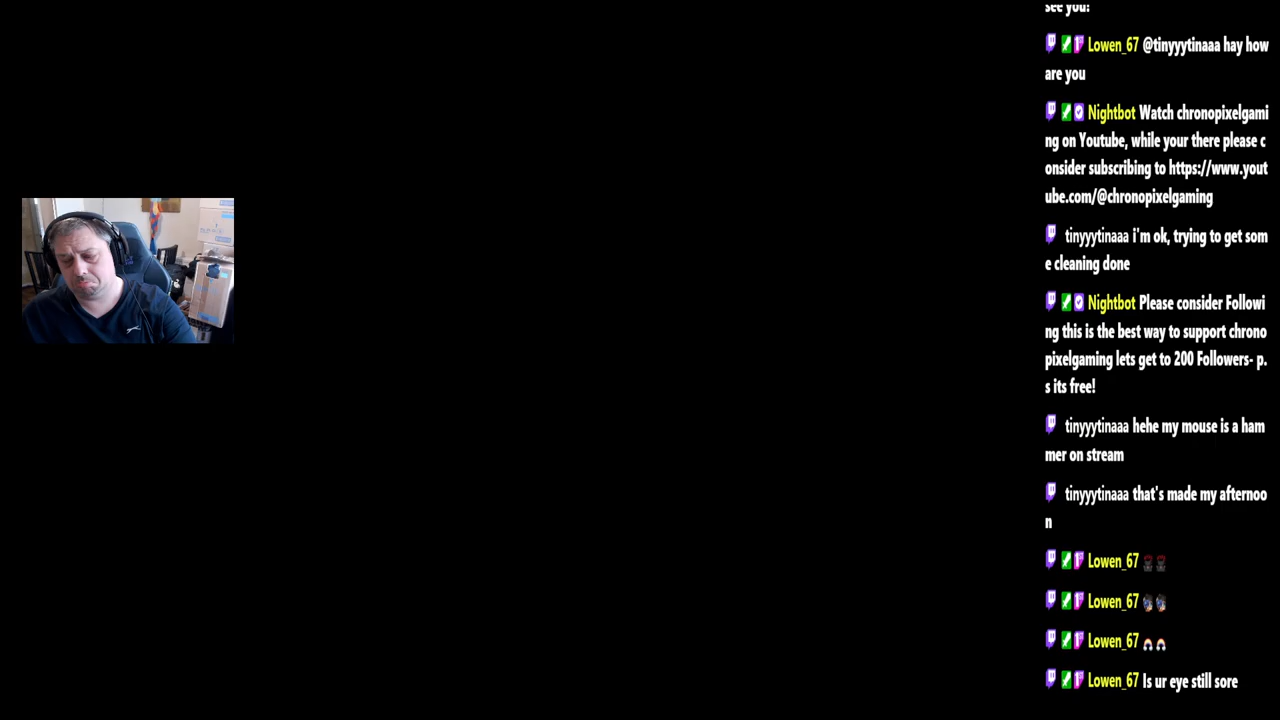 see you!
Lowen_67 @tinyyytinaaa hay how
are you
Nightbot Watch chronopixelgami
ng on Youtube, while your there please c
onsider subscribing to https://www.yout
ube.com/@chronopixelgaming
tinyyytinaaa i'm ok, trying to get som
e cleaning done
Nightbot Please consider Followi
ng this is the best way to support chrono
pixelgaming lets get to 200 Followers- p.
s its free!
tinyyytinaaa hehe my mouse is a ham
mer on stream
tinyyytinaaa that's made my afternoo
n
Lowen_67
Lowen_67
Lowen_67
Lowen_67 Is ur eye still sore